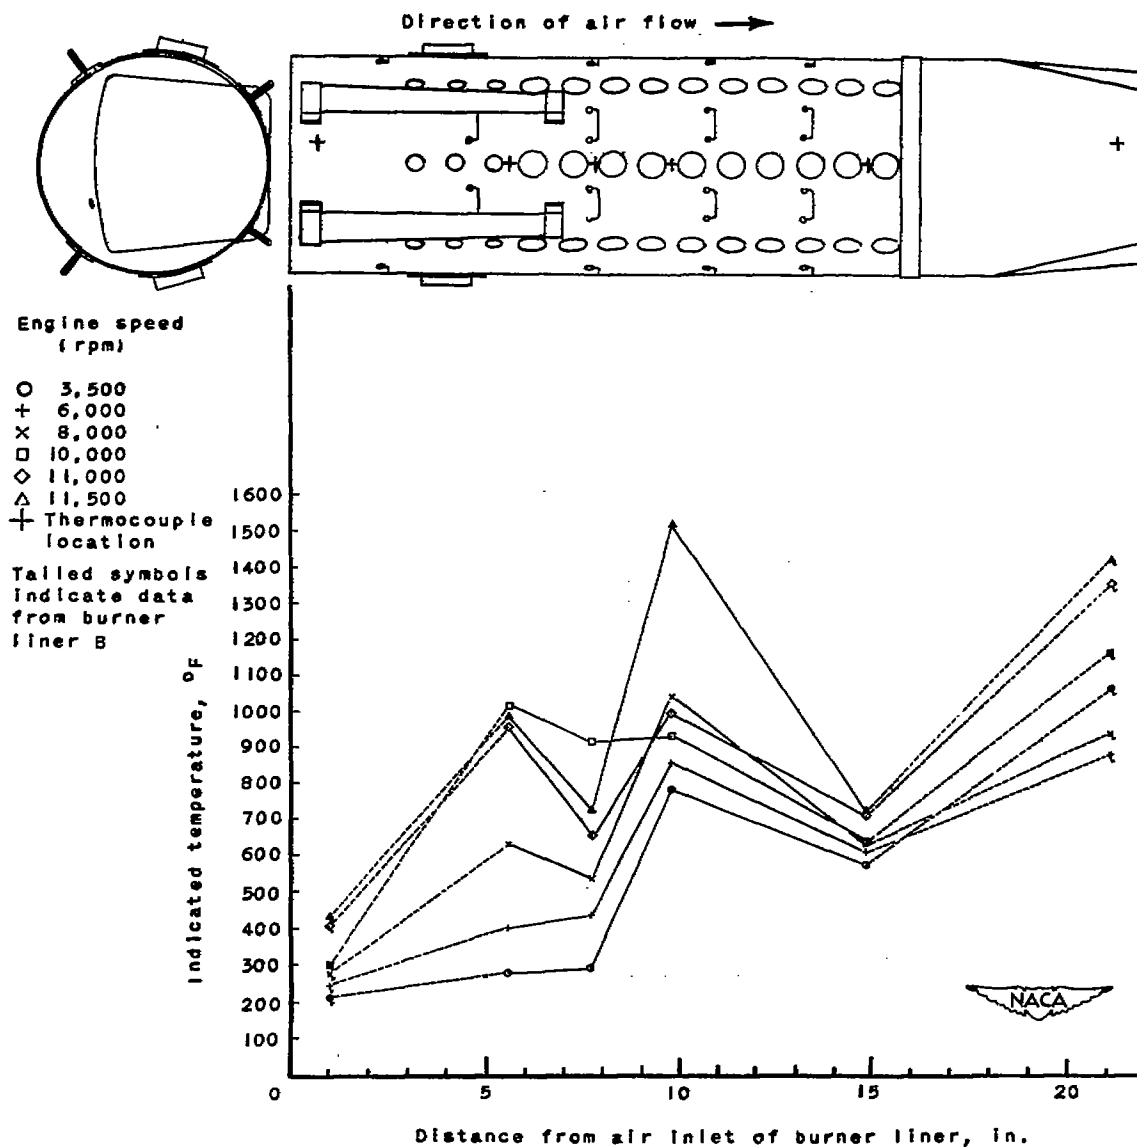 Direction of air flow
Engine speed
(rpm)
3,500
6,000
8,000
10,000
11,000
11,500
Thermocouple
location
Tailed symbols
indicate data
from burner
liner B
Indicated temperature, °F
1600
1500
1400
1300
1200
1100
1000
900
800
700
600
500
400
300
200
100
0
0
5
10
15
20
NACA
Distance from air inlet of burner liner, in.